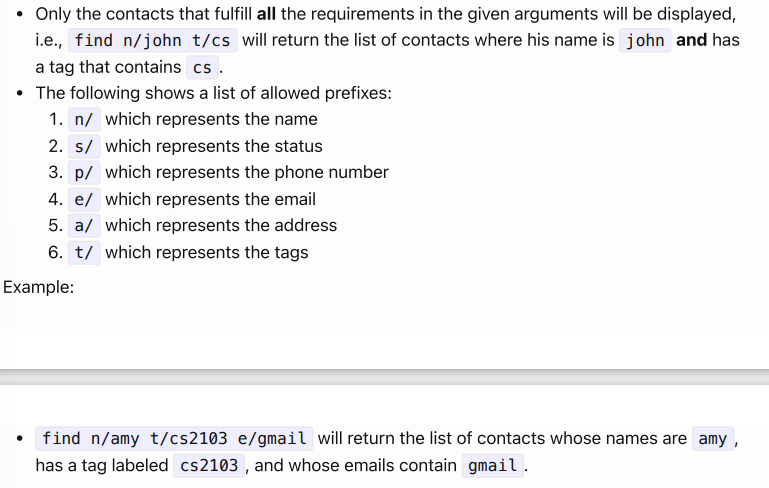 • Only the contacts that fulfill all the requirements in the given arguments will be displayed,
i.e., find n/john t/cs will return the list of contacts where his name is john and has
a tag that contains cs.
• The following shows a list of allowed prefixes:
1. n/ which represents the name
2. s/ which represents the status
3. p/ which represents the phone number
4. e/ which represents the email
5. a/ which represents the address
6. t/ which represents the tags
Example:
• find n/amy t/cs2103 e/gmail will return the list of contacts whose names are amy,
has a tag labeled cs2103, and whose emails contain gmail.